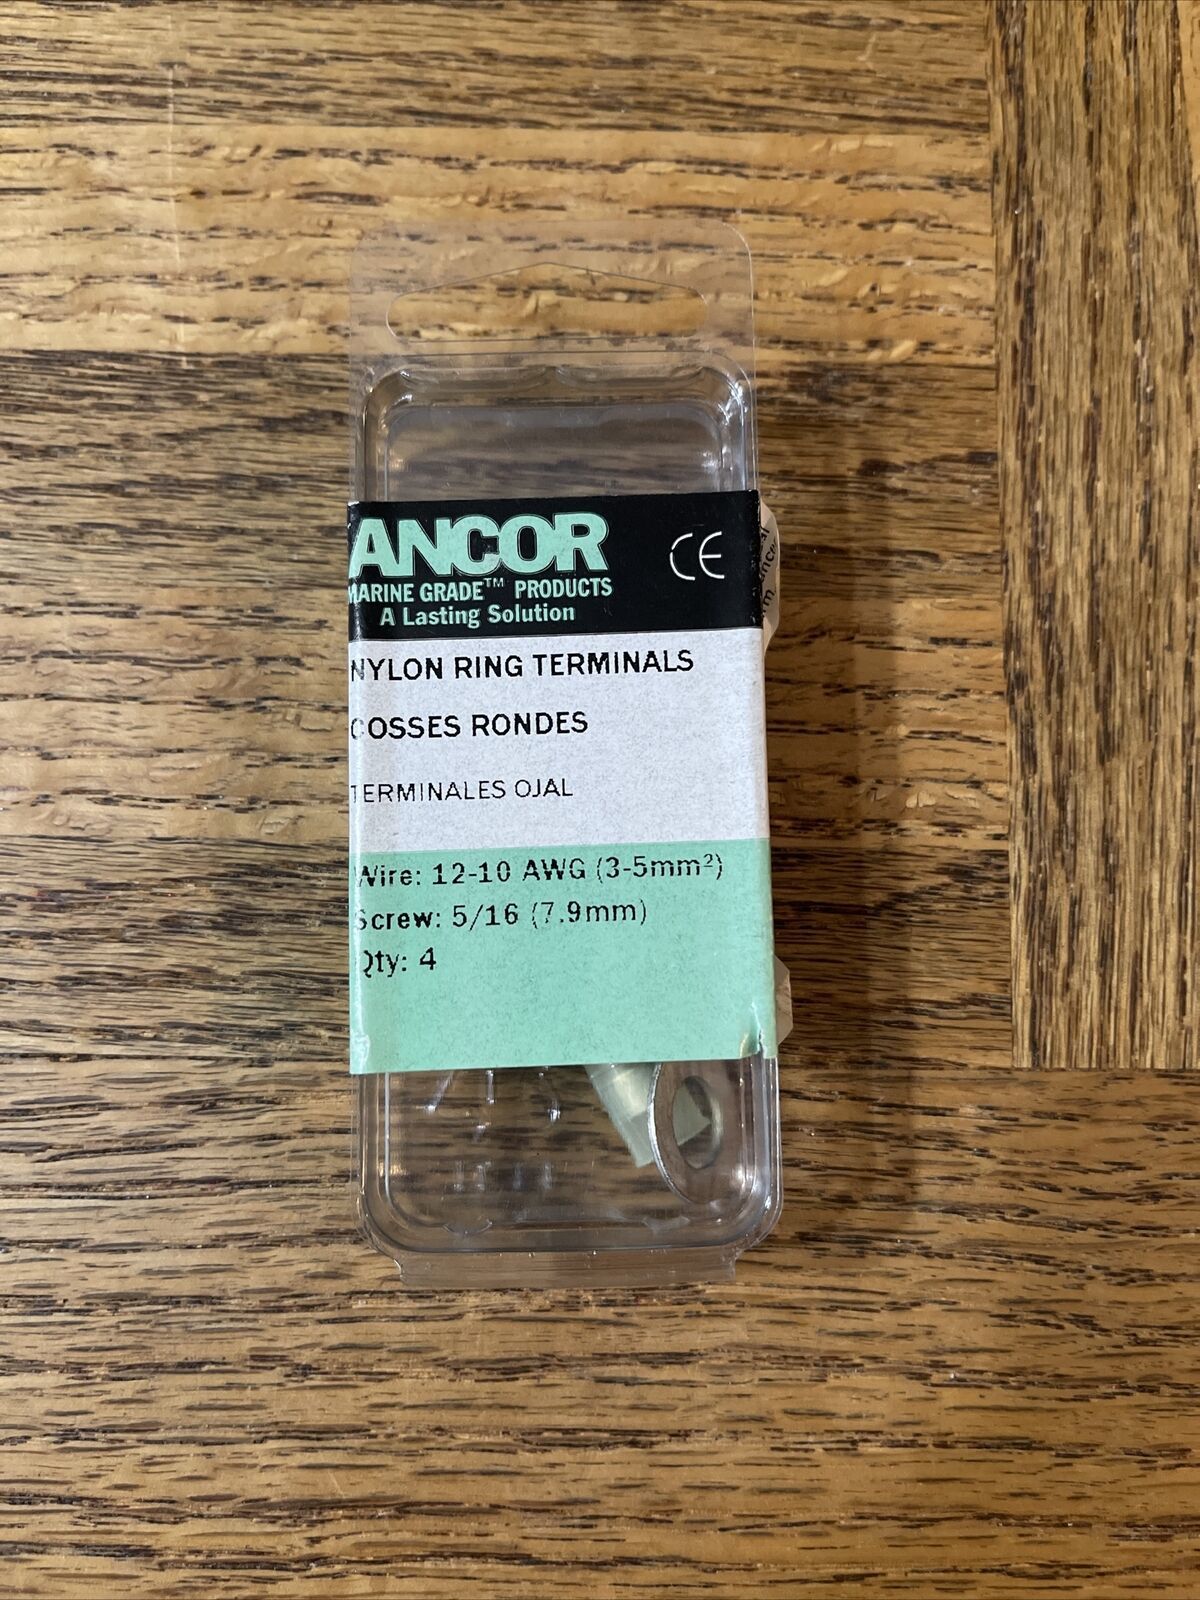 ANCOR
MARINE GRADE™ PRODUCTS
A Lasting Solution
CE
NYLON RING TERMINALS
COSSES RONDES
TERMINALES OJAL
Wire: 12-10 AWG (3-5mm²)
Screw: 5/16 (7.9mm)
Qty: 4